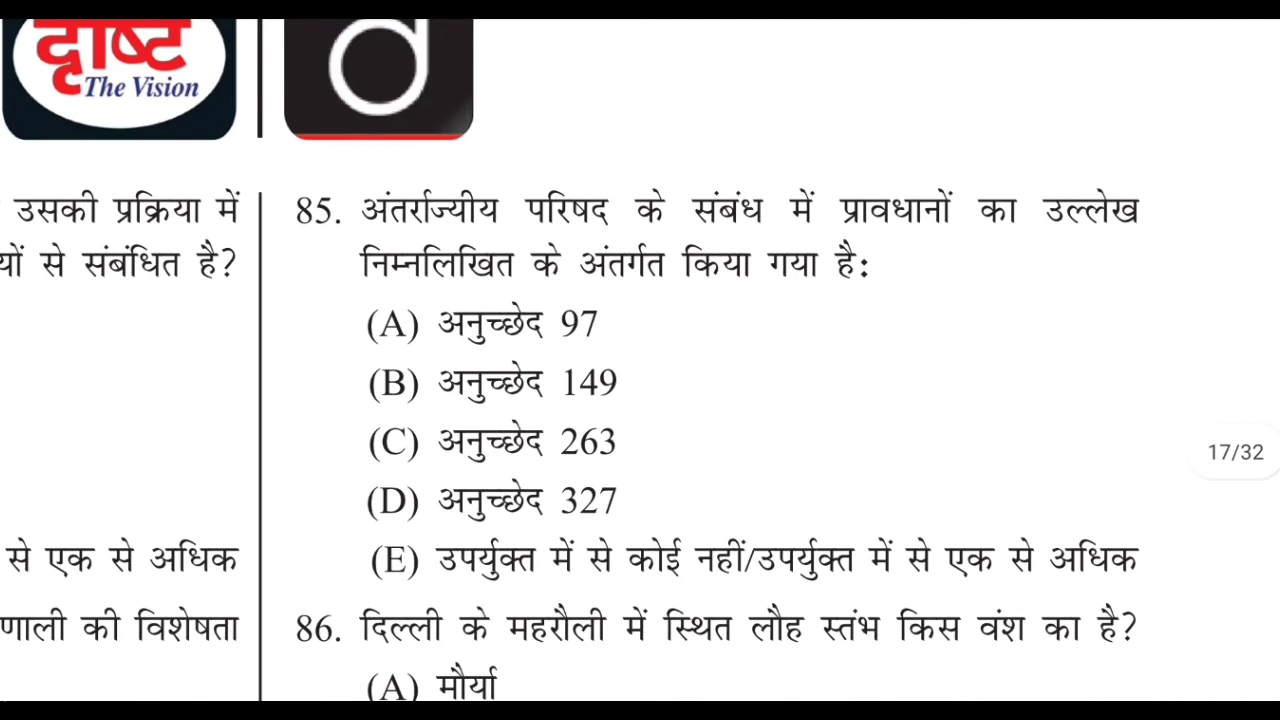 दृष्टि
The Vision
उसकी प्रक्रिया में
यों से संबंधित है?
से एक से अधिक
णाली की विशेषता
85. अंतर्राज्यीय परिषद के संबंध में प्रावधानों का उल्लेख
निम्नलिखित के अंतर्गत किया गया है:
(A) अनुच्छेद 97
(B) अनुच्छेद 149
(C) अनुच्छेद 263
(D) अनुच्छेद 327
(E) उपर्युक्त में से कोई नहीं/उपर्युक्त में से एक से अधिक
86. दिल्ली के महरौली में स्थित लौह स्तंभ किस वंश का है?
(A) मौर्या
17/32